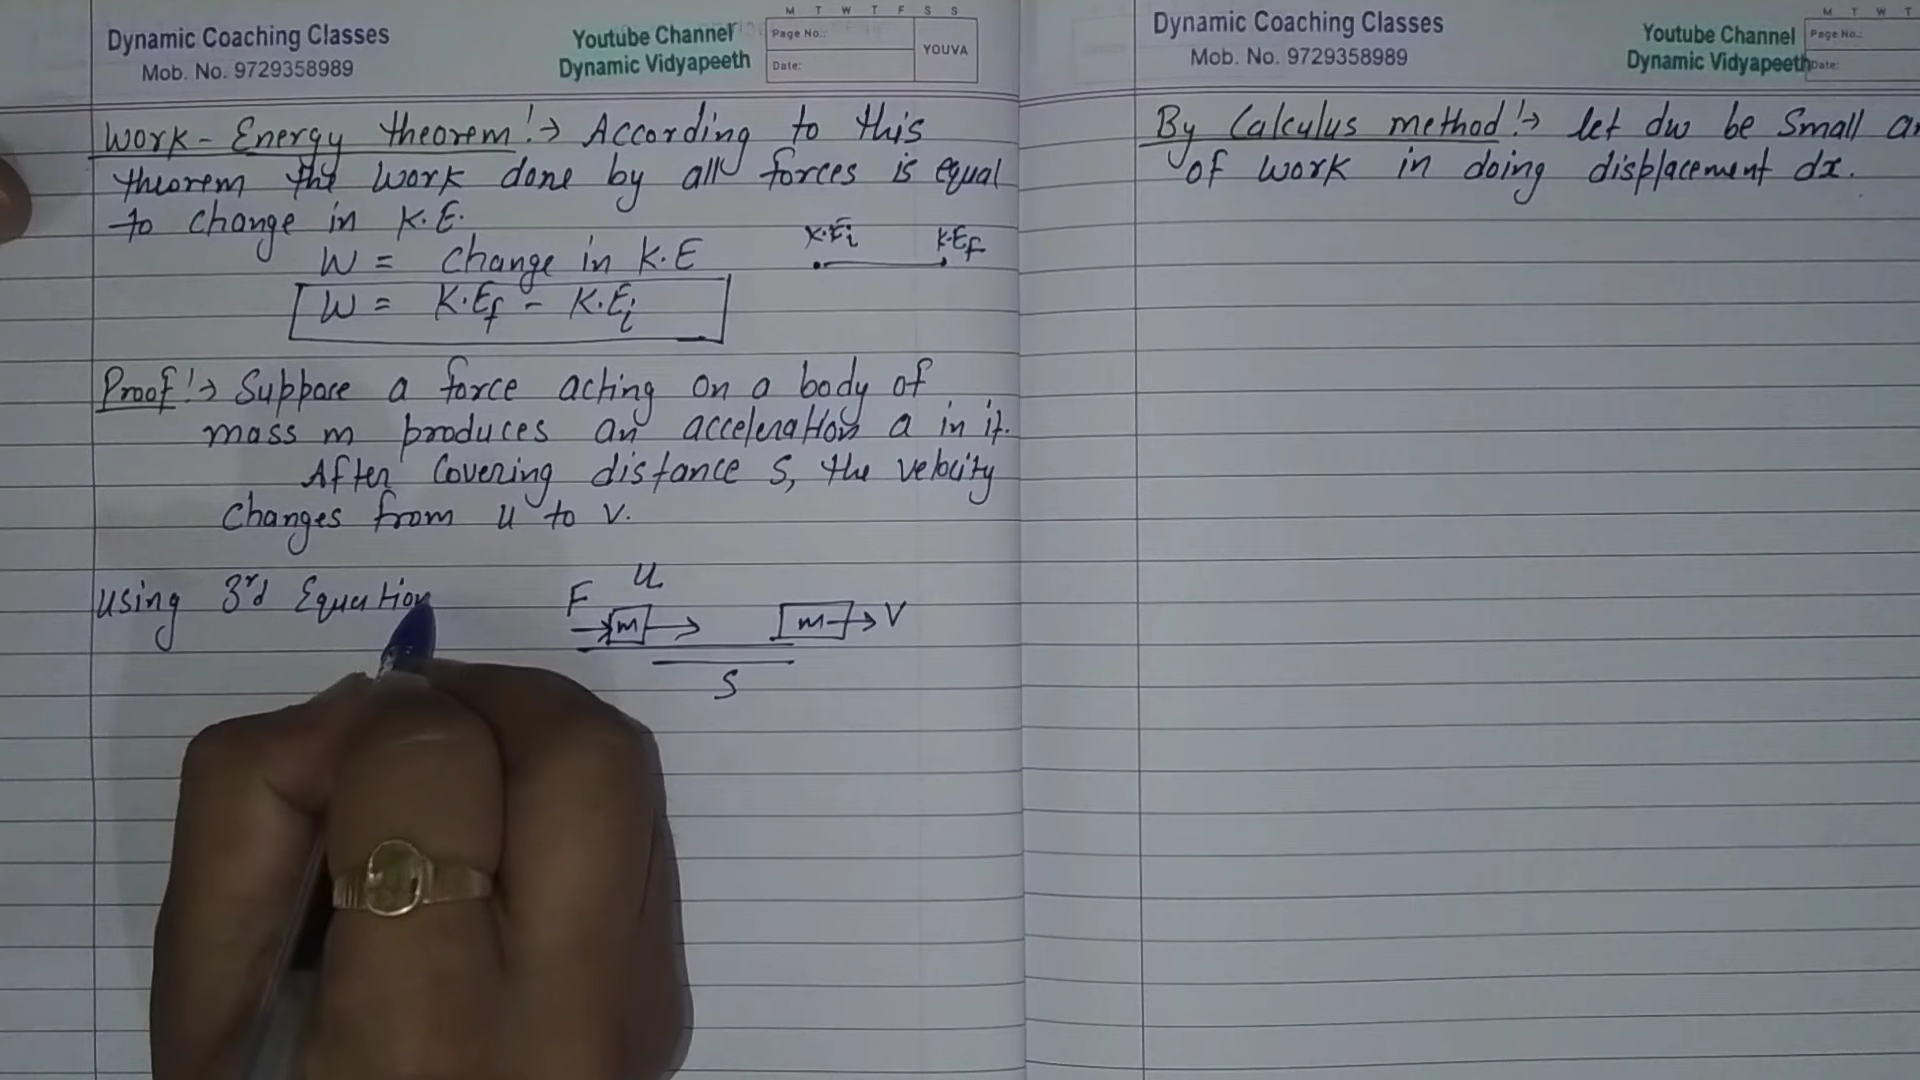 Dynamic Coaching Classes
Mob. No. 9729358989
Youtube Channel
Dynamic Vidyapeeth
M T W T F S S
Page No.:
Date:
YOUVA
Work - Energy theorem :→ According to this
theorem the work done by all forces is equal
to change in K.E.
W = Change in K.E
W = K.Ef - K.Ei
K.Ei K.Ef
Proof :→ Suppose a force acting on a body of
mass m produces an acceleration a in it.
After Covering distance S, the velocity
Changes from u to v.
Using 3rd Equation
F u
m m V
S
Dynamic Coaching Classes
Mob. No. 9729358989
Youtube Channel
Dynamic Vidyapeeth
M T W T
Page No.:
Date:
By Calculus method :→ let dw be Small
of work in doing displacement dx.